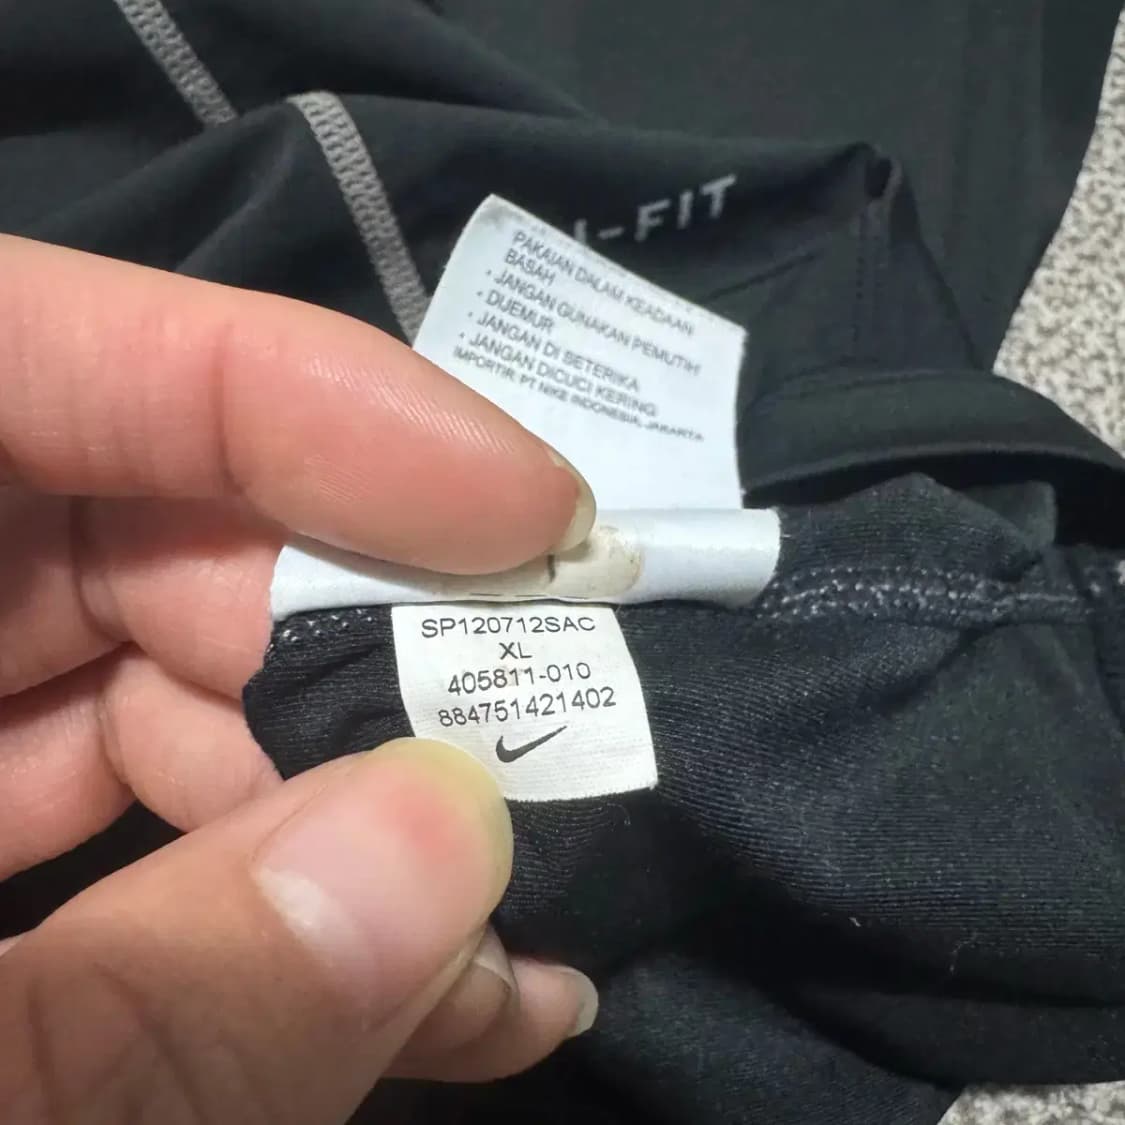 I-FIT
PAKAIAN DALAM KEADAAN
BASAH
• JANGAN GUNAKAN PEMUTIH
• DIJEMUR
• JANGAN DI SETERIKA
• JANGAN DICUCI KERING
IMPORTIR: PT NIKE INDONESIA, JAKARTA
SP120712SAC
XL
405811-010
884751421402